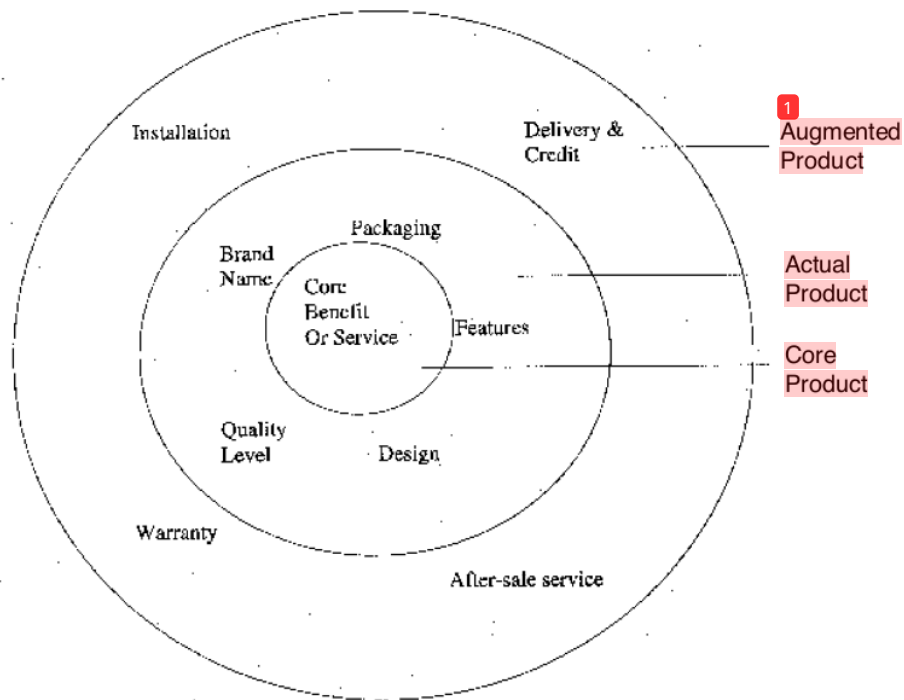 1
Installation
Delivery &
Credit
Augmented
Product
Packaging
Brand
Name
Core
Benefit
Or Service
Features
Actual
Product
Core
Product
Quality
Level
Design
Warranty
After-sale service